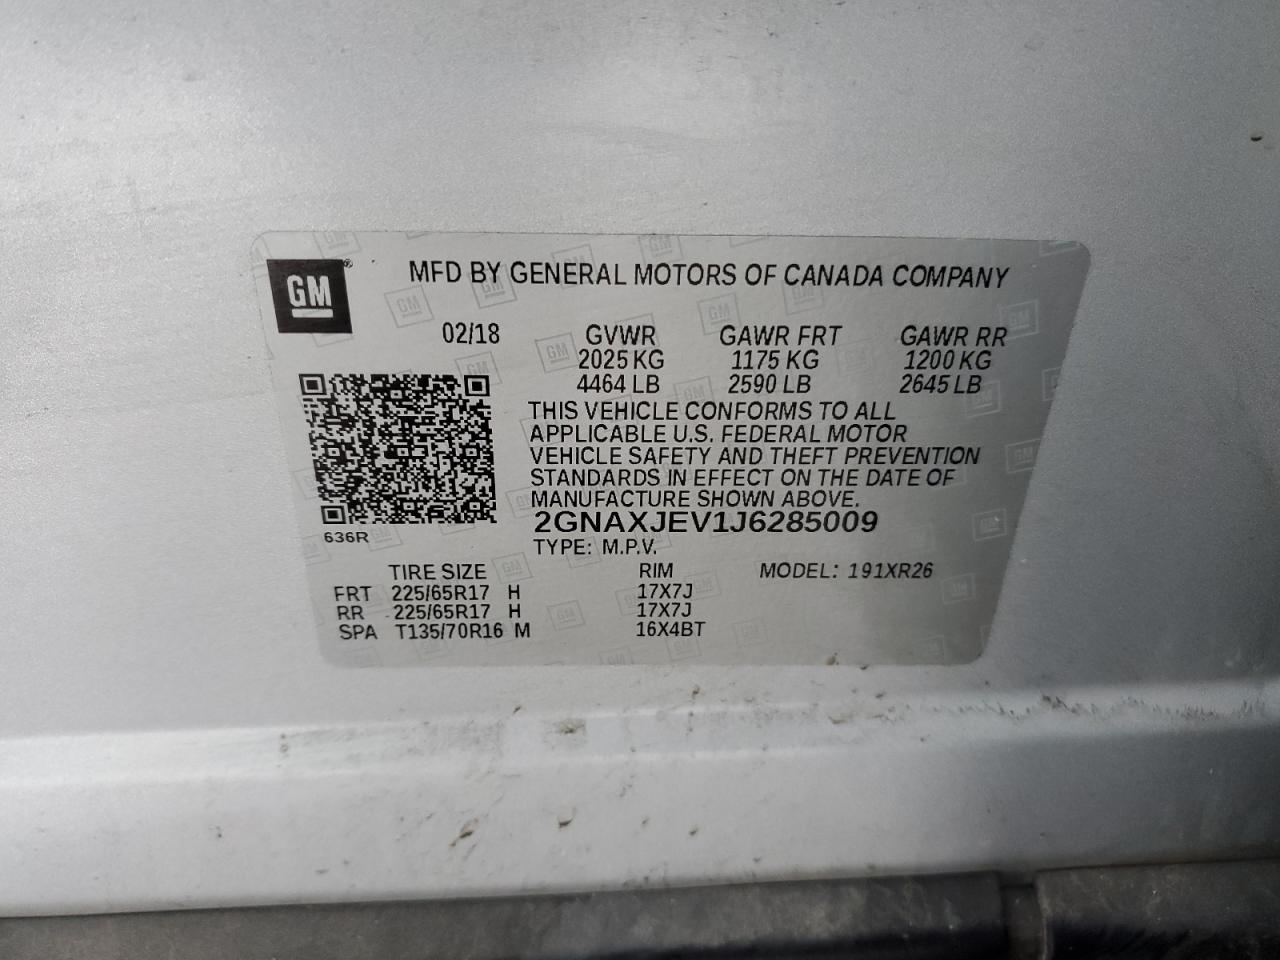 GM®
MFD BY GENERAL MOTORS OF CANADA COMPANY
02/18 GVWR GAWR FRT GAWR RR
2025 KG 1175 KG 1200 KG
4464 LB 2590 LB 2645 LB
THIS VEHICLE CONFORMS TO ALL
APPLICABLE U.S. FEDERAL MOTOR
VEHICLE SAFETY AND THEFT PREVENTION
STANDARDS IN EFFECT ON THE DATE OF
MANUFACTURE SHOWN ABOVE.
2GNAXJEV1J6285009
636R
TYPE: M.P.V.
TIRE SIZE RIM MODEL: 191XR26
FRT 225/65R17 H 17X7J
RR 225/65R17 H 17X7J
SPA T135/70R16 M 16X4BT